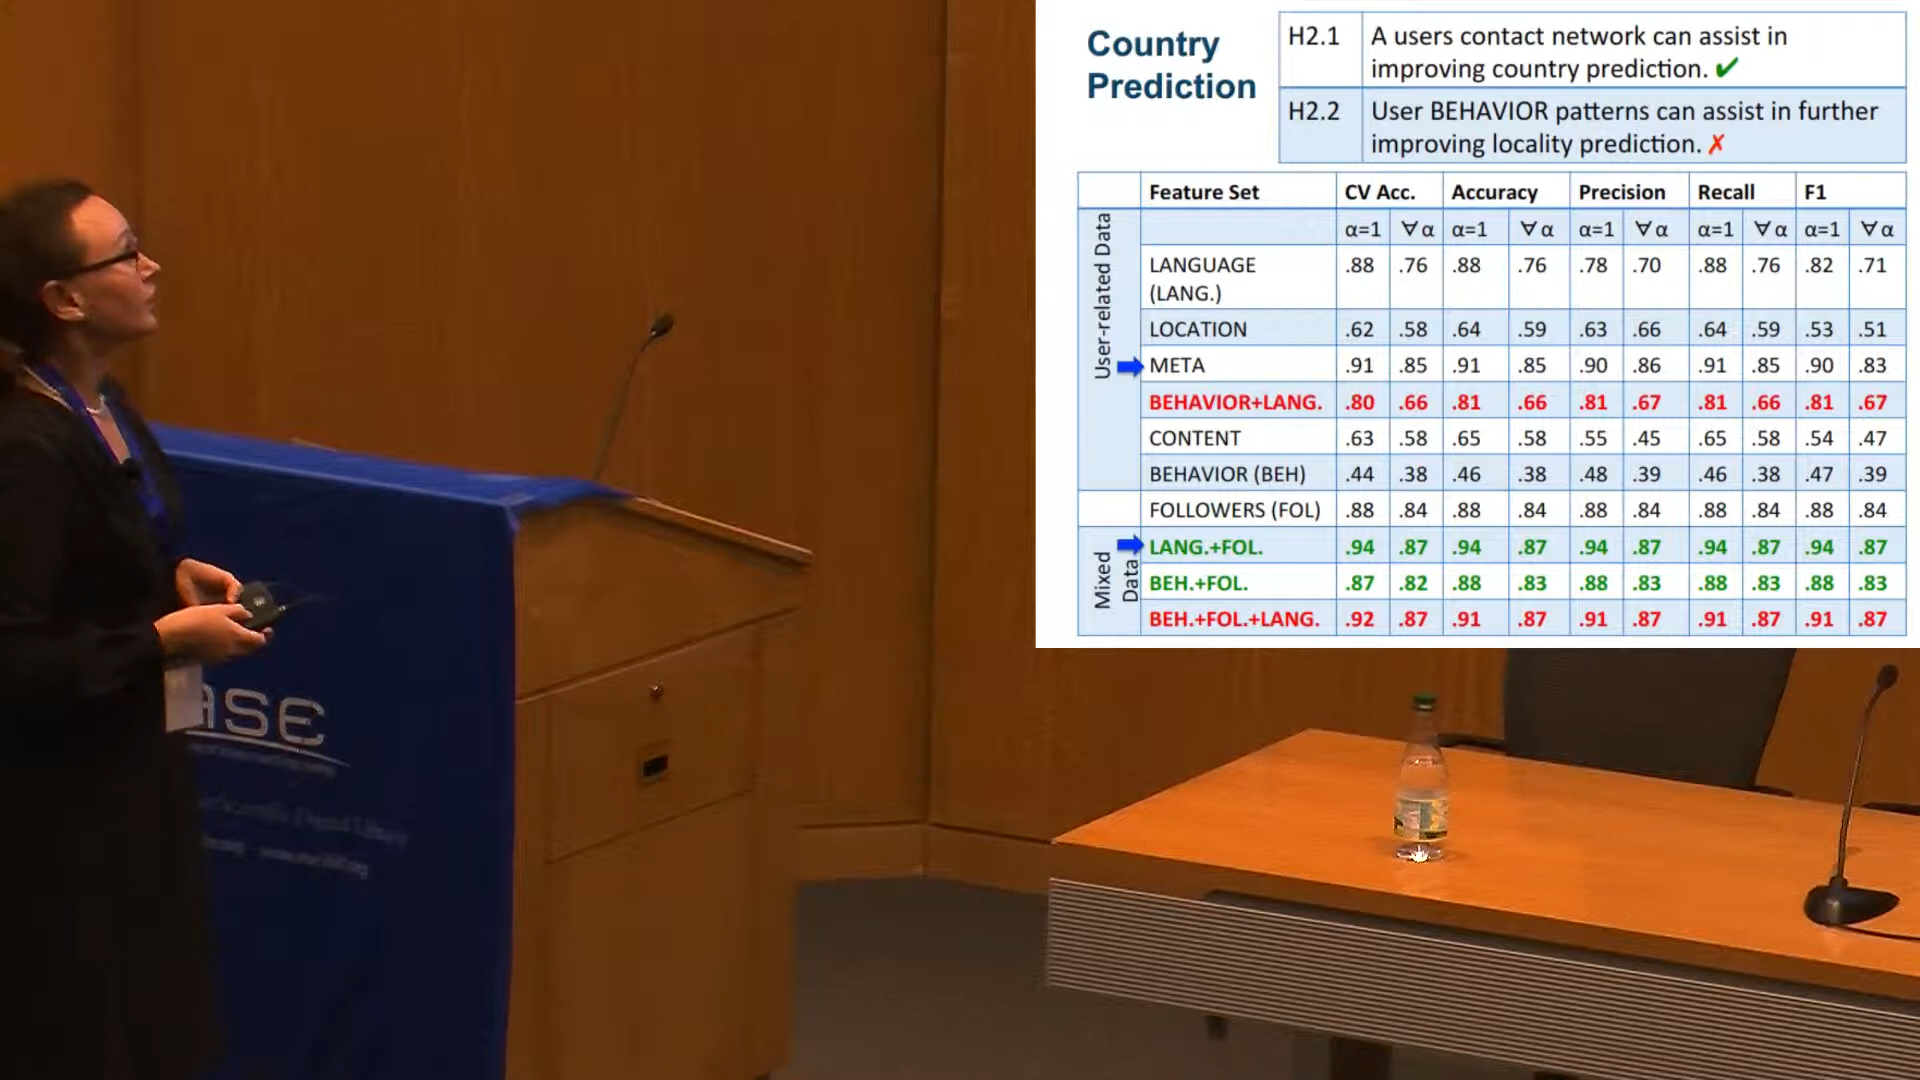 Country
Prediction
H2.1 A users contact network can assist in
improving country prediction. ✔
H2.2 User BEHAVIOR patterns can assist in further
improving locality prediction. ✗
Feature Set CV Acc. Accuracy Precision Recall F1
α=1 ∀α α=1 ∀α α=1 ∀α α=1 ∀α α=1 ∀α
User-related Data
LANGUAGE .88 .76 .88 .76 .78 .70 .88 .76 .82 .71
(LANG.)
LOCATION .62 .58 .64 .59 .63 .66 .64 .59 .53 .51
META .91 .85 .91 .85 .90 .86 .91 .85 .90 .83
BEHAVIOR+LANG. .80 .66 .81 .66 .81 .67 .81 .66 .81 .67
CONTENT .63 .58 .65 .58 .55 .45 .65 .58 .54 .47
BEHAVIOR (BEH) .44 .38 .46 .38 .48 .39 .46 .38 .47 .39
FOLLOWERS (FOL) .88 .84 .88 .84 .88 .84 .88 .84 .88 .84
Mixed
Data
LANG.+FOL. .94 .87 .94 .87 .94 .87 .94 .87 .94 .87
BEH.+FOL. .87 .82 .88 .83 .88 .83 .88 .83 .88 .83
BEH.+FOL.+LANG. .92 .87 .91 .87 .91 .87 .91 .87 .91 .87
ASE